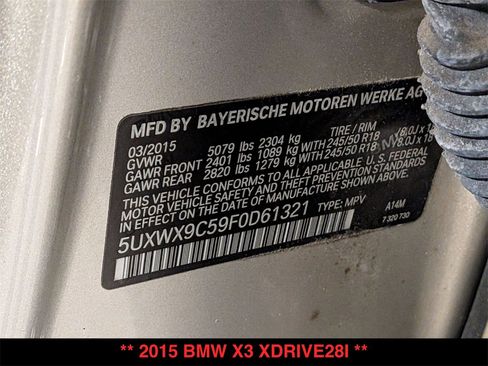 MFD BY BAYERISCHE MOTOREN WERKE AG
03/2015 TIRE / RIM
GVWR 5079 lbs 2304 kg
GAWR FRONT 2401 lbs 1089 kg WITH 245/50 R18
GAWR REAR 2820 lbs 1279 kg WITH 245/50 R18
THIS VEHICLE CONFORMS TO ALL APPLICABLE U.S. FEDERAL
MOTOR VEHICLE SAFETY AND THEFT PREVENTION STANDARDS
IN EFFECT ON THE DATE OF MANUFACTURE SHOWN ABOVE.
5UXWX9C59F0D61321 TYPE: MPV A14M
7 320 730
** 2015 BMW X3 XDRIVE28I **